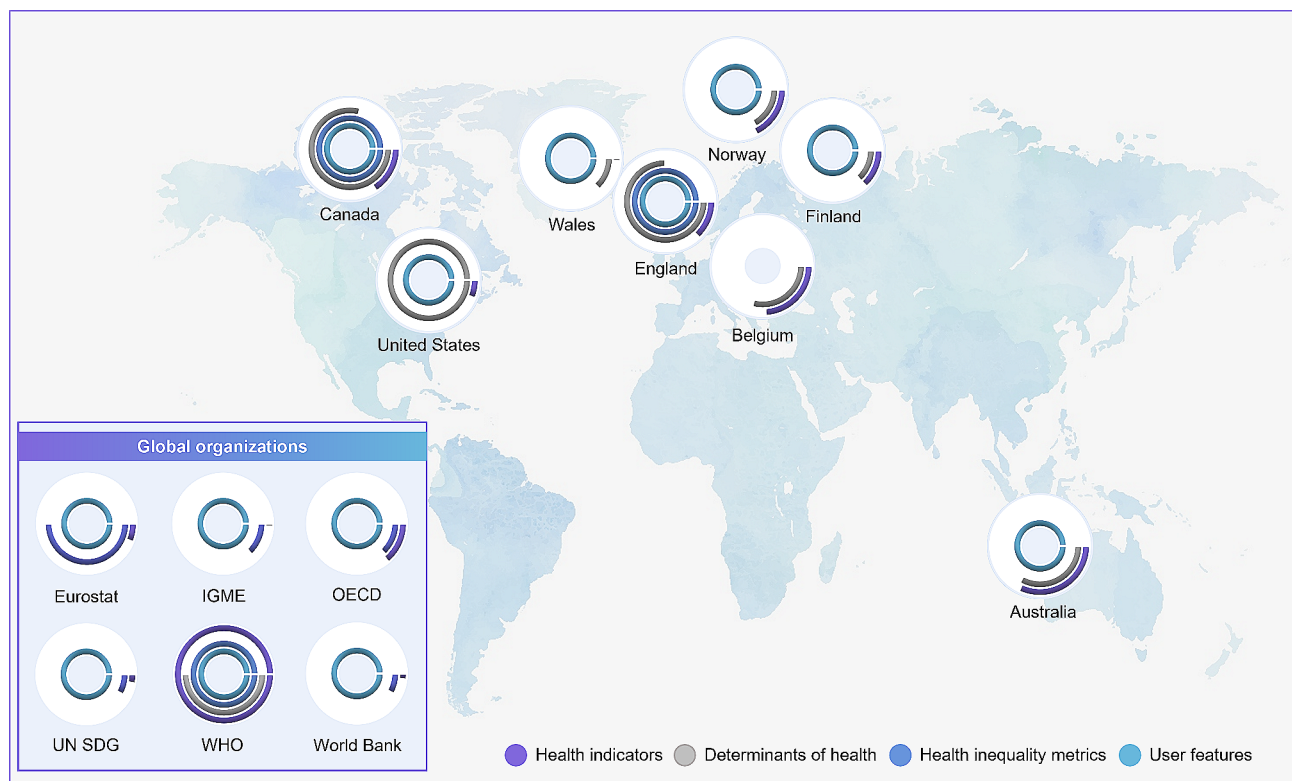 Norway
Canada
Wales
Finland
England
United States
Belgium
Global organizations
Eurostat
IGME
OECD
Australia
UN SDG
WHO
World Bank
Health indicators
Determinants of health
Health inequality metrics
User features